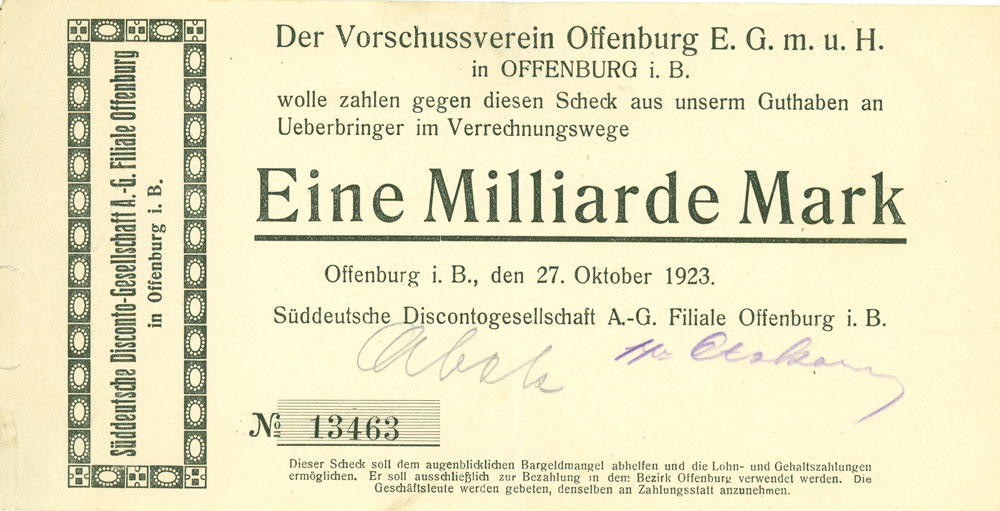 Süddeutsche Disconto-Gesellschaft A.-G. Filiale Offenburg
in Offenburg i. B.
Der Vorschussverein Offenburg E. G. m. u. H.
in OFFENBURG i. B.
wolle zahlen gegen diesen Scheck aus unserm Guthaben an
Ueberbringer im Verrechnungswege
Eine Milliarde Mark
Offenburg i. B., den 27. Oktober 1923.
Süddeutsche Discontogesellschaft A.-G. Filiale Offenburg i. B.
No 13463
Dieser Scheck soll dem augenblicklichen Bargeldmangel abhelfen und die Lohn- und Gehaltszahlungen
ermöglichen. Er soll ausschließlich zur Bezahlung in dem Bezirk Offenburg verwendet werden. Die
Geschäftsleute werden gebeten, denselben an Zahlungsstatt anzunehmen.